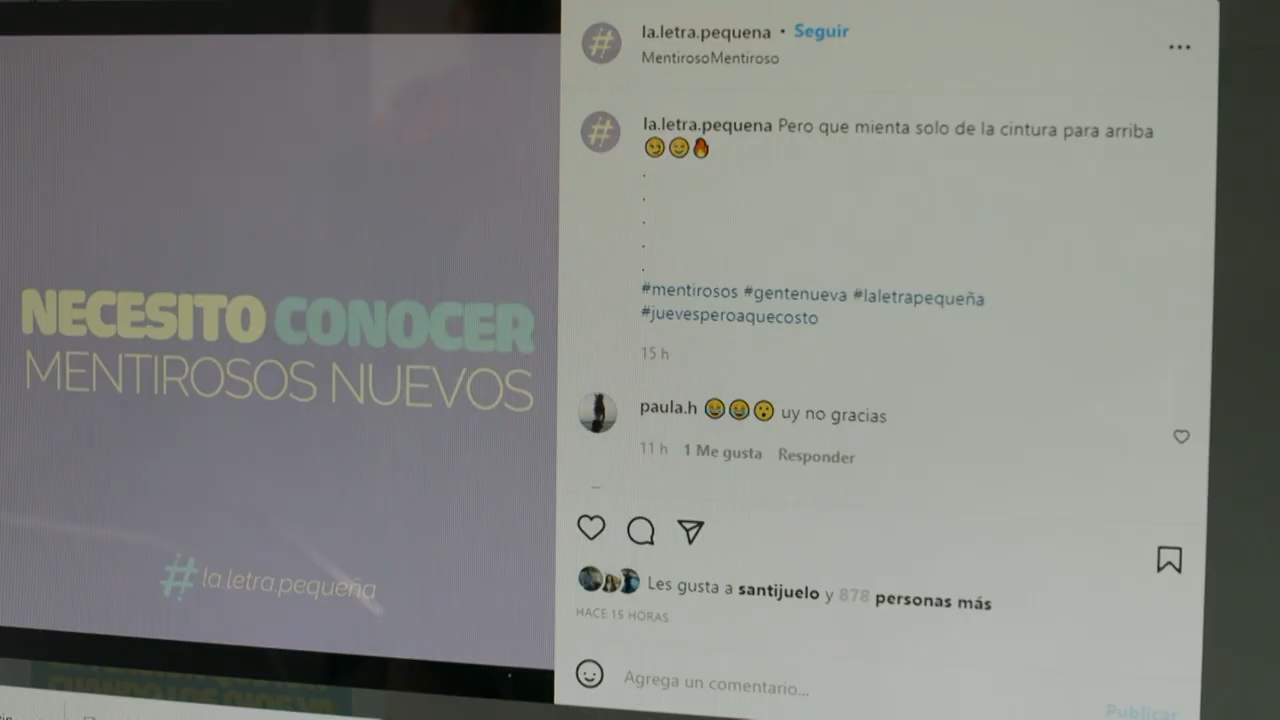 NECESITO CONOCER
MENTIROSOS NUEVOS
# la letra.pequeña
la.letra.pequena • Seguir
MentirosoMentiroso
la.letra.pequena Pero que mienta solo de la cintura para arriba
😏😉🔥
.
.
.
.
.
#mentirosos #gentenueva #laletrapequeña
#juevesperoaquecosto
15 h
paula.h 😂😂😮 uy no gracias
11 h 1 Me gusta Responder
Les gusta a santijuelo y 878 personas más
HACE 15 HORAS
Agrega un comentario...
Publicar